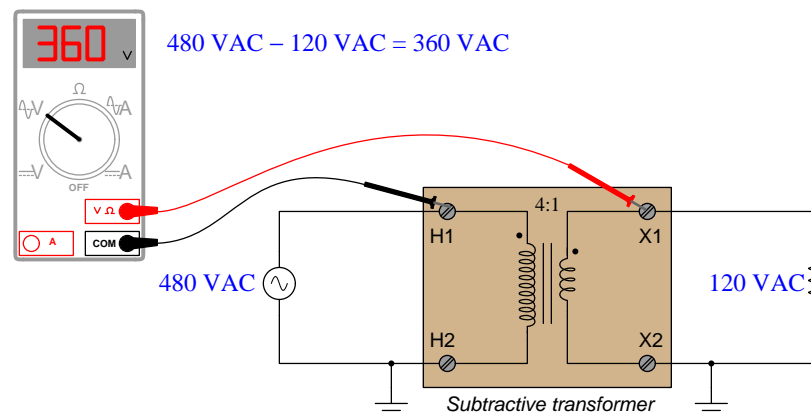 360 V
480 VAC − 120 VAC = 360 VAC
Ω
V A
V A
OFF
V Ω
A COM
4:1
H1 X1
480 VAC 120 VAC
H2 X2
Subtractive transformer